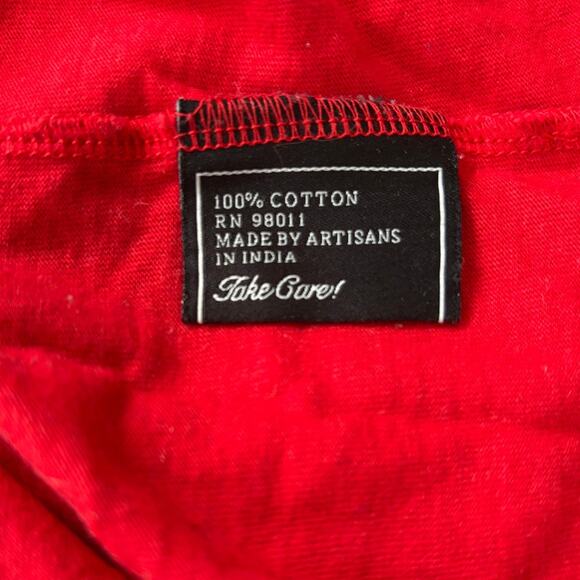 100% COTTON
RN 98011
MADE BY ARTISANS
IN INDIA
Take Care!